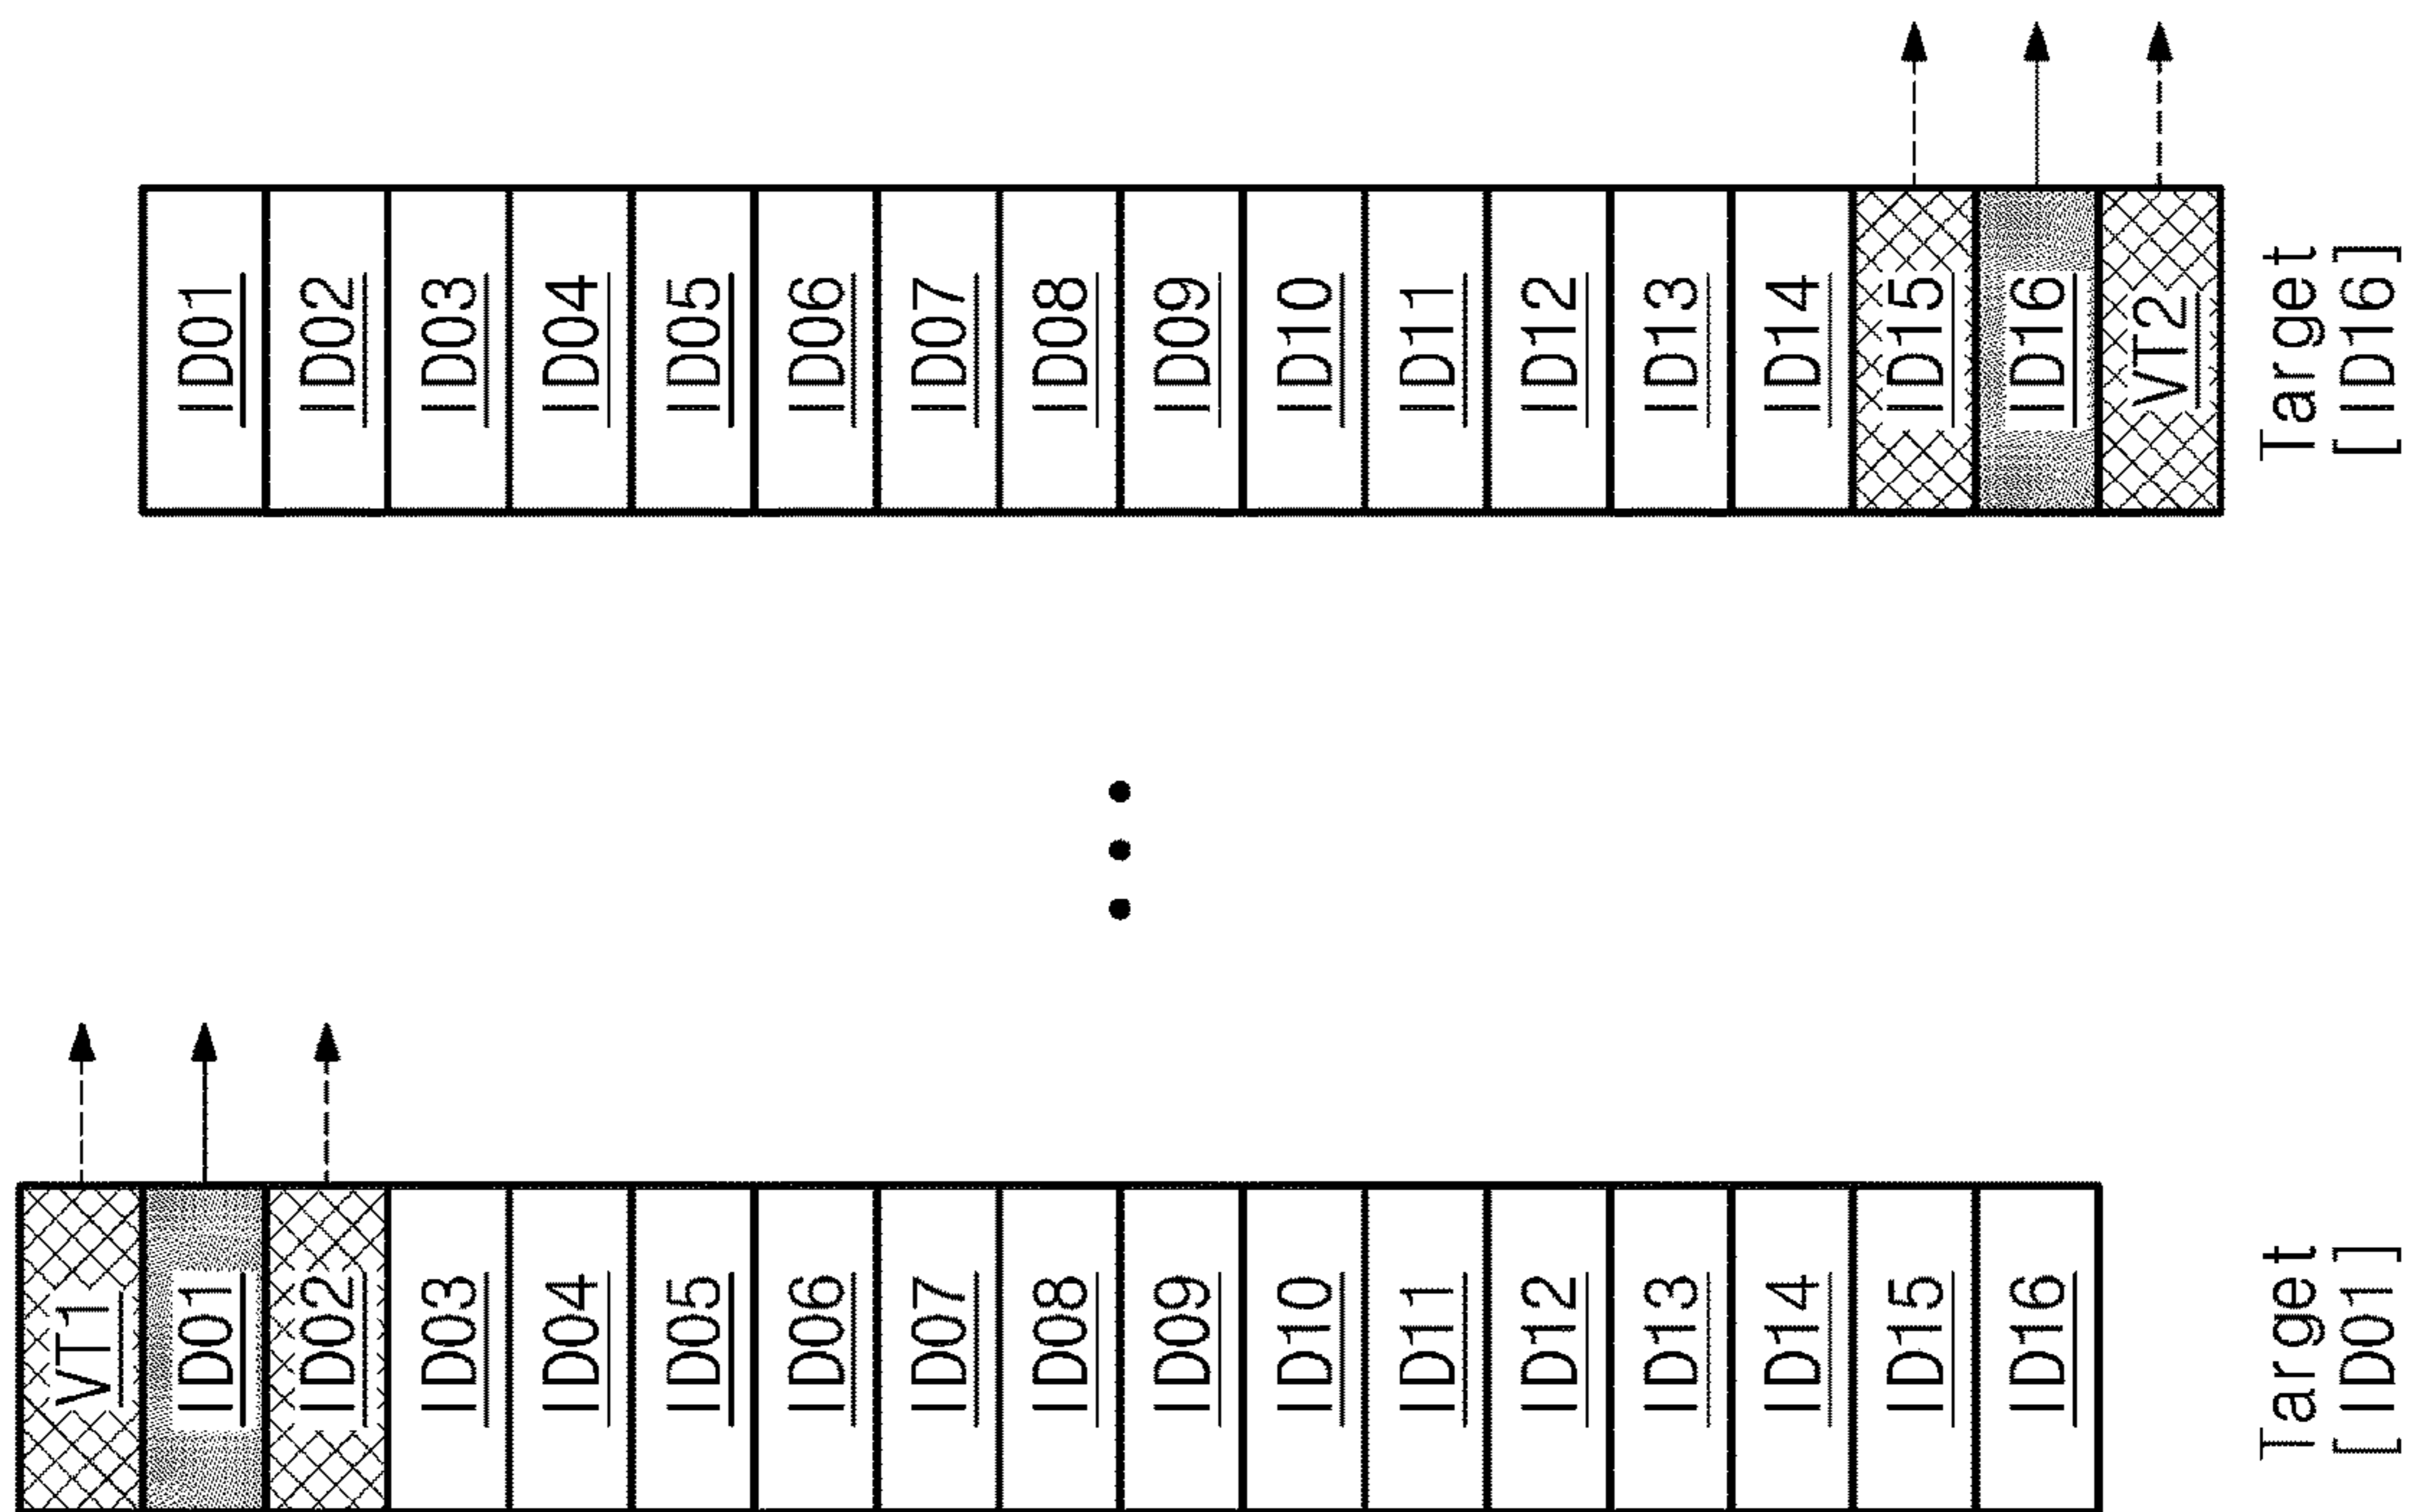 VT1
ID01
ID02
ID03
ID04
ID05
ID06
ID07
ID08
ID09
ID10
ID11
ID12
ID13
ID14
ID15
ID16
Target
[ID01]
ID01
ID02
ID03
ID04
ID05
ID06
ID07
ID08
ID09
ID10
ID11
ID12
ID13
ID14
ID15
ID16
VT2
Target
[ID16]